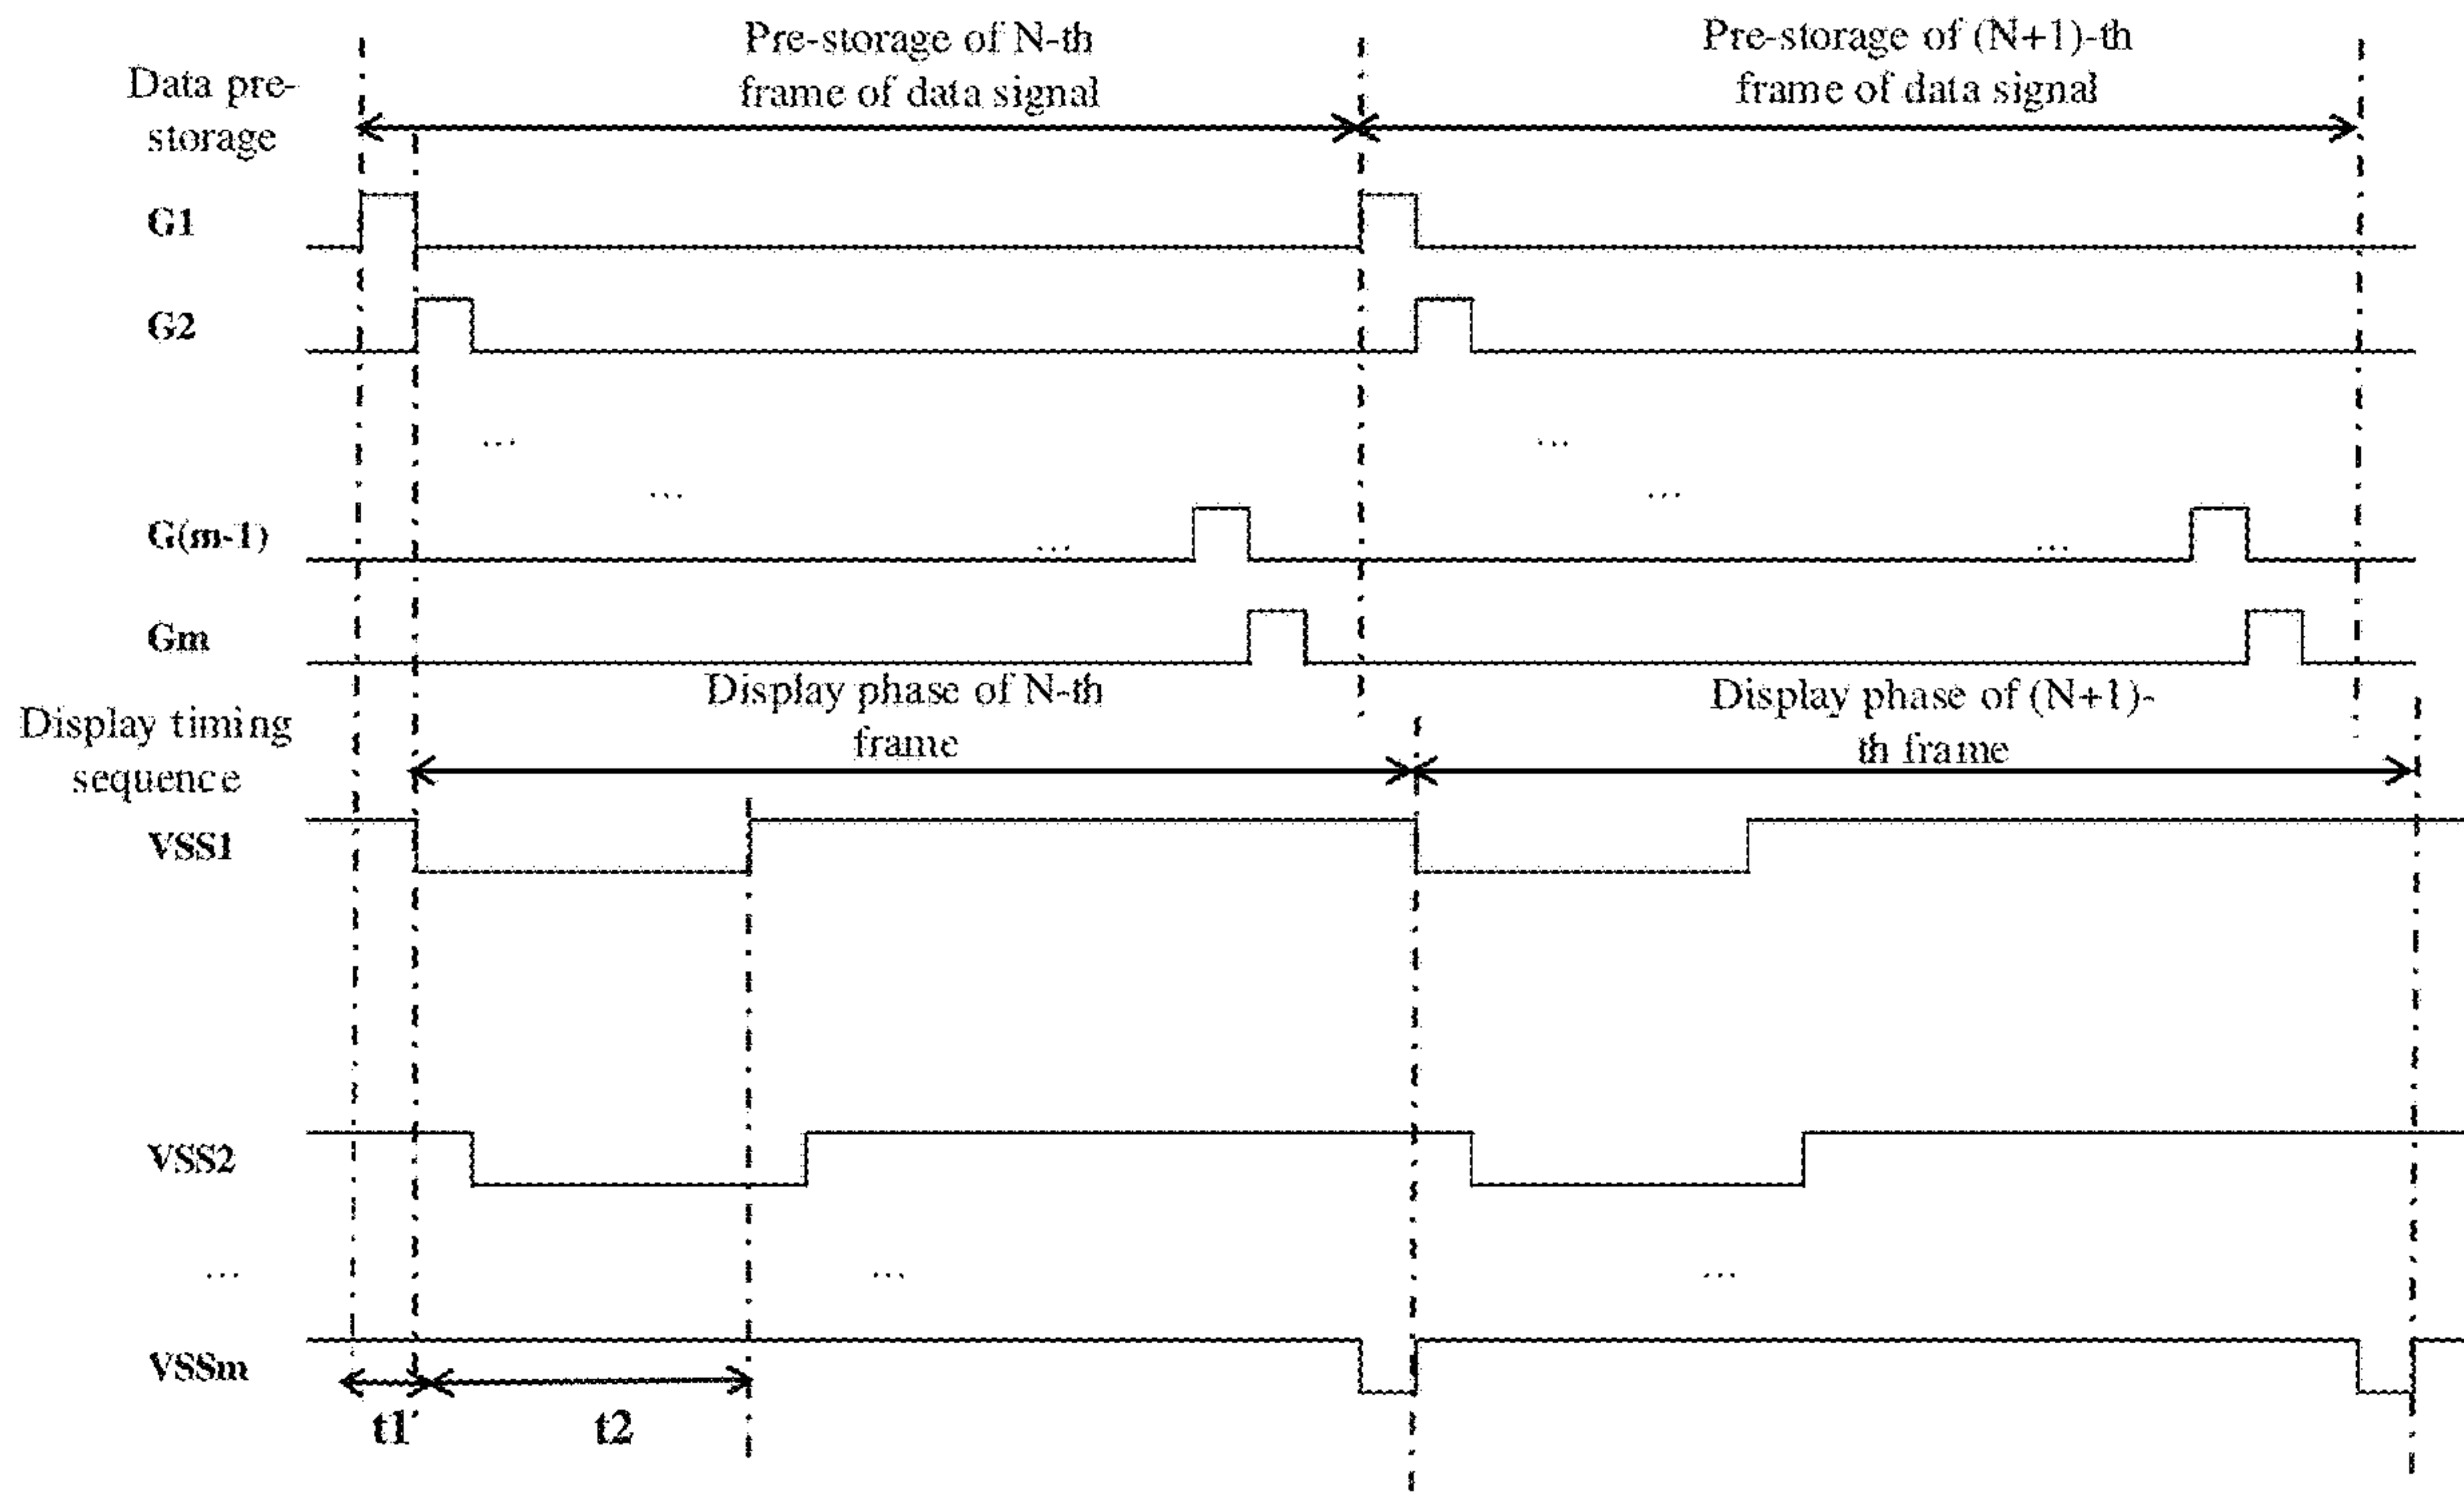 Pre-storage of N-th
frame of data signal
Pre-storage of (N+1)-th
frame of data signal
Data pre-
storage
G1
G2
...
...
...
...
G(m-1)
...
...
Gm
Display phase of N-th
frame
Display phase of (N+1)-
th frame
Display timing
sequence
VSS1
VSS2
...
...
...
VSSm
t1
t2